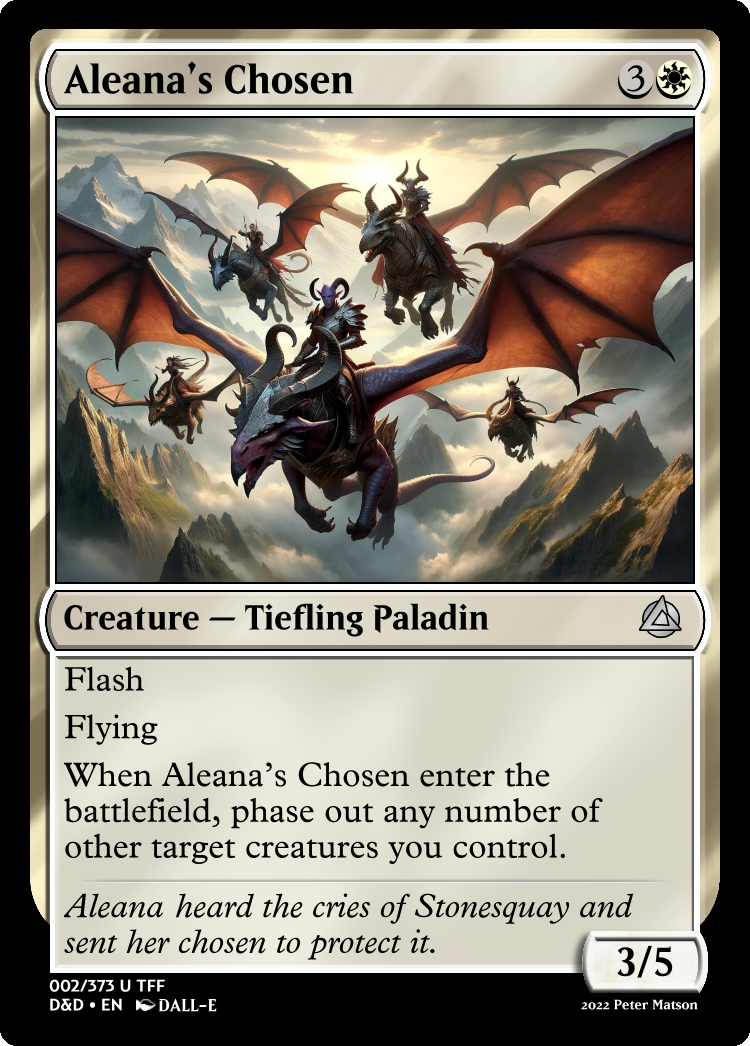 Aleana's Chosen 3
Creature — Tiefling Paladin
Flash
Flying
When Aleana's Chosen enter the
battlefield, phase out any number of
other target creatures you control.
Aleana heard the cries of Stonesquay and
sent her chosen to protect it.
3/5
002/373 U TFF
D&D • EN DALL-E
2022 Peter Matson